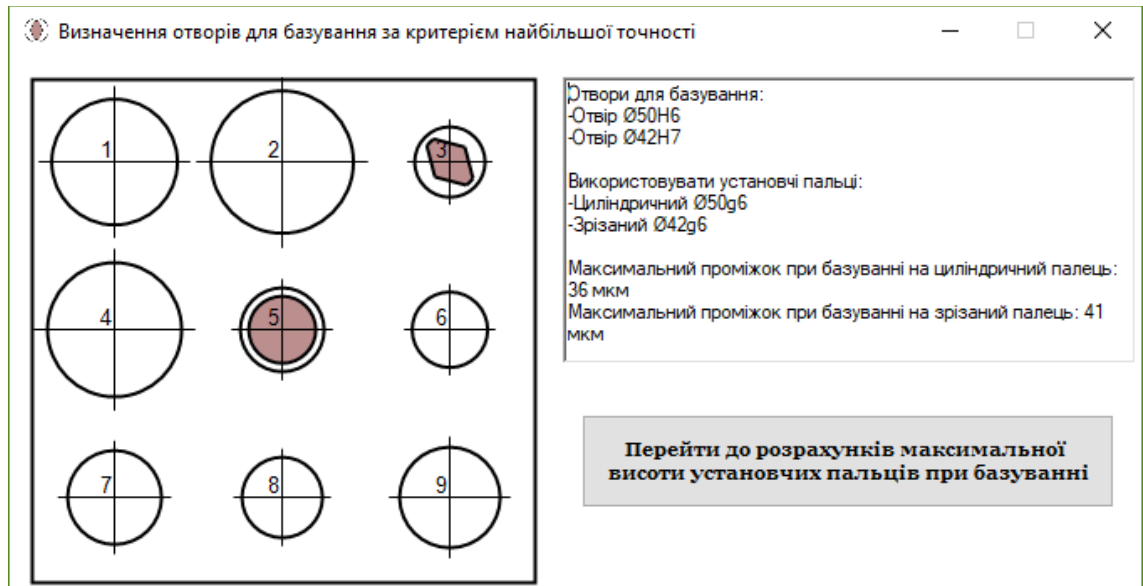 Визначення отворів для базування за критерієм найбільшої точності
1
2
3
4
5
6
7
8
9
Отвори для базування:
-Отвір Ø50H6
-Отвір Ø42H7
Використовувати установчі пальці:
-Циліндричний Ø50g6
-Зрізаний Ø42g6
Максимальний проміжок при базуванні на циліндричний палець:
36 мкм
Максимальний проміжок при базуванні на зрізаний палець: 41
мкм
Перейти до розрахунків максимальної
висоти установчих пальців при базуванні